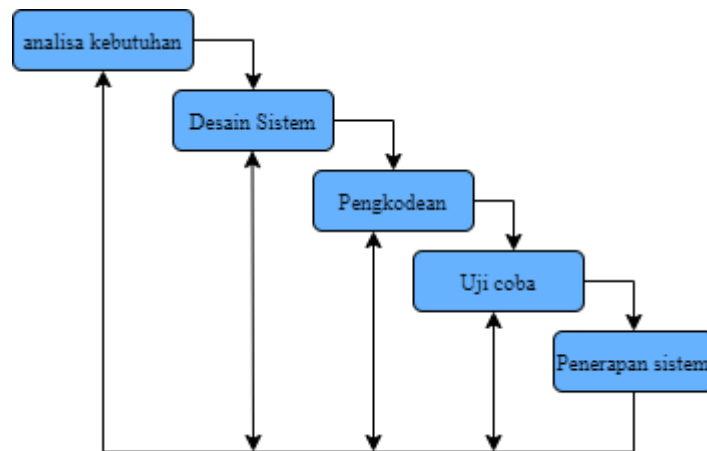 analisa kebutuhan
Desain Sistem
Pengkodean
Uji coba
Penerapan sistem